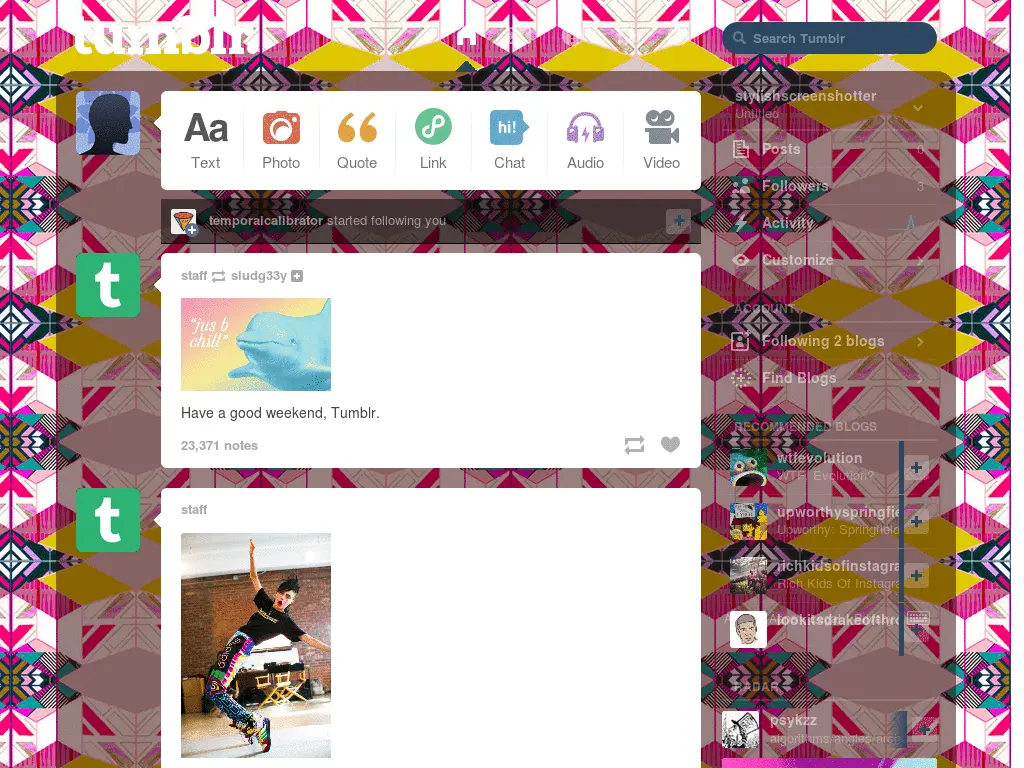 tumblr.
Search Tumblr
Aa
hi!
Text
Photo
Quote
Link
Chat
Audio
Video
temporalcalibrator started following you
staff sludg33y
"jus b
chill"
Have a good weekend, Tumblr.
23,371 notes
staff
stylishscreenshotter
Untitled
Posts 0
Followers 3
Activity
Customize
ACCOUNT
Following 2 blogs
Find Blogs
RECOMMENDED BLOGS
wtfevolution
WTF, Evolution?
upworthyspringfie
Upworthy: Springfield
richkidsofinstagra
Rich Kids Of Instagra
lookitsdrakeofthro
RADAR
psykzz
algorithms/angles/arch